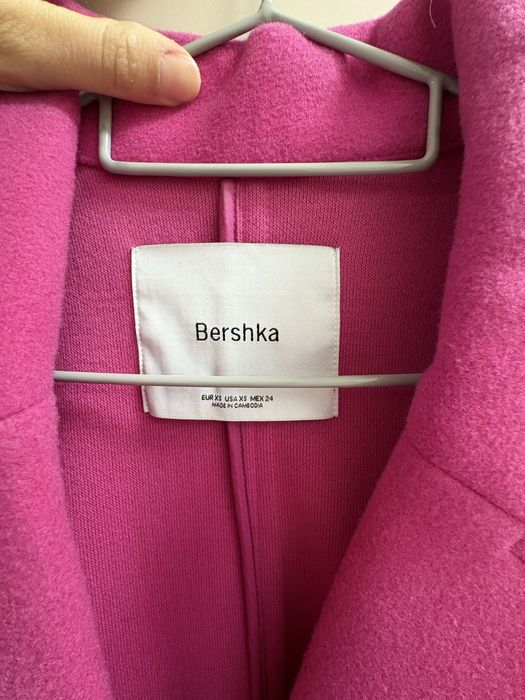 Bershka
EUR XS USA XS MEX 24
MADE IN CAMBODIA